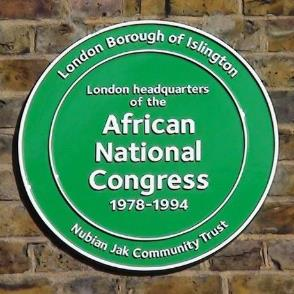 London Borough of Islington
London headquarters
of the
African
National
Congress
1978-1994
Nubian Jak Community Trust